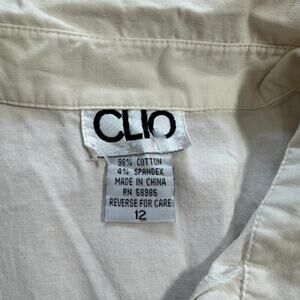 CLIO
96% COTTON
4% SPANDEX
MADE IN CHINA
RN 58985
REVERSE FOR CARE
12